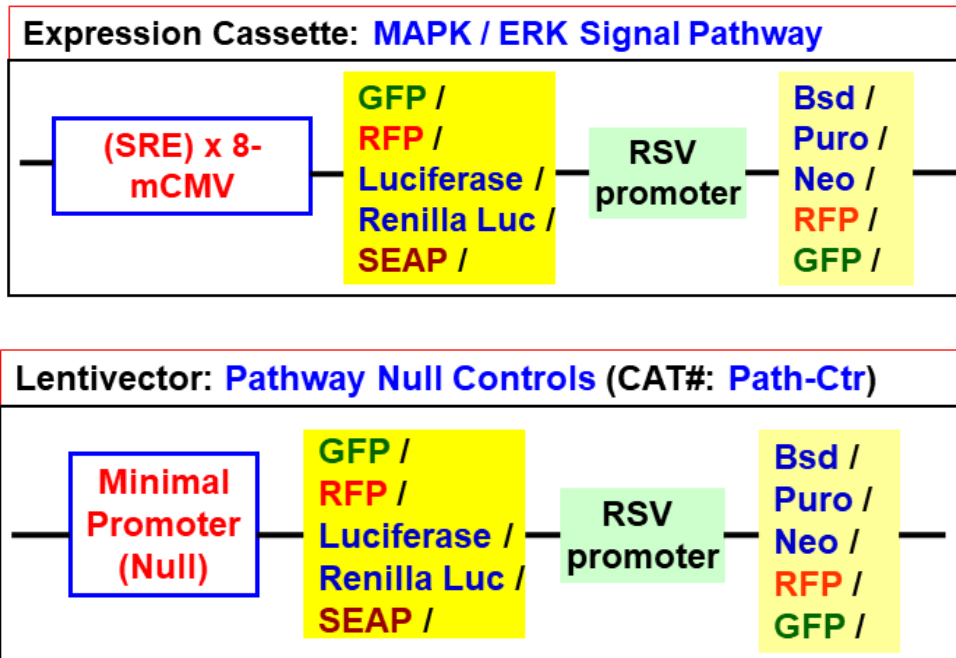 Expression Cassette: MAPK / ERK Signal Pathway
(SRE) x 8-
mCMV
GFP /
RFP /
Luciferase /
Renilla Luc /
SEAP /
RSV
promoter
Bsd /
Puro /
Neo /
RFP /
GFP /
Lentivector: Pathway Null Controls (CAT#: Path-Ctr)
Minimal
Promoter
(Null)
GFP /
RFP /
Luciferase /
Renilla Luc /
SEAP /
RSV
promoter
Bsd /
Puro /
Neo /
RFP /
GFP /